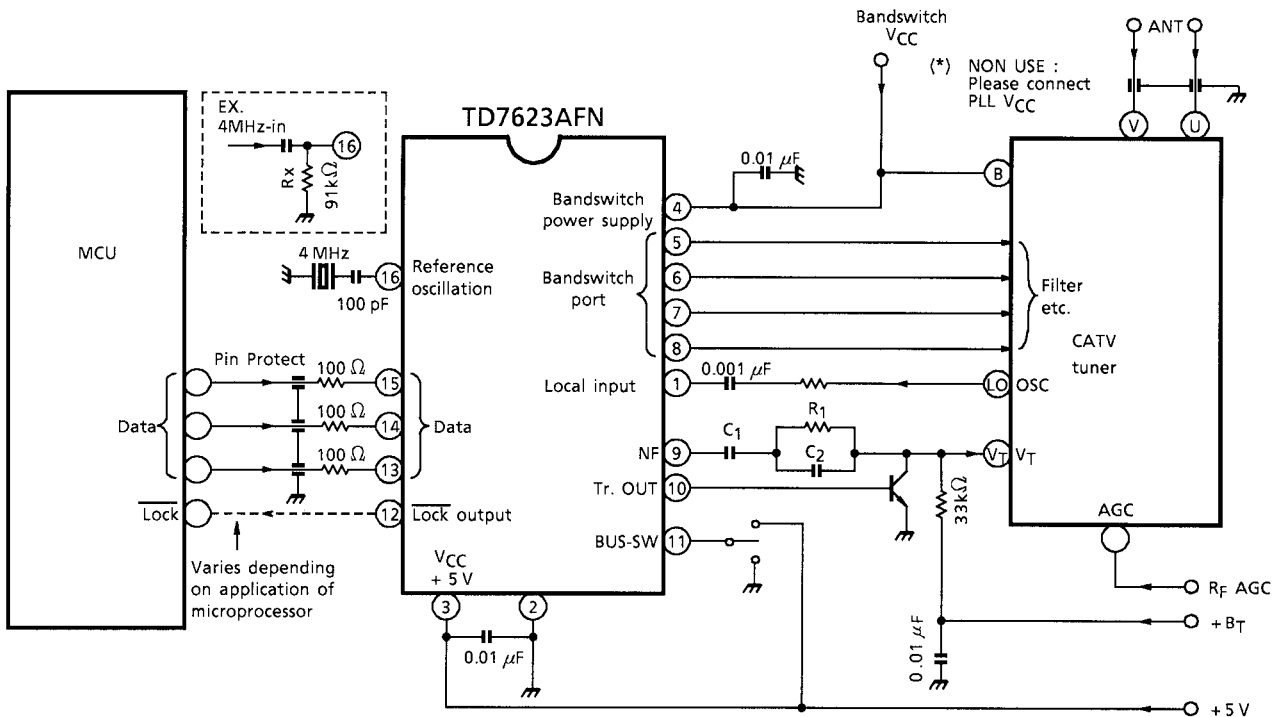 Bandswitch
VCC
ANT
(*) NON USE :
Please connect
PLL VCC
EX.
4MHz-in
16
Rx
91kΩ
TD7623AFN
0.01 μF
V
U
B
MCU
Bandswitch
power supply
4
5
4 MHz
100 pF
16
Reference
oscillation
Bandswitch
port
6
7
8
Filter
etc.
CATV
tuner
Pin Protect
100 Ω
15
Local input
1
0.001 μF
LO
OSC
Data
100 Ω
14
Data
100 Ω
13
NF
9
C1
R1
C2
VT
VT
Tr. OUT
10
33kΩ
Lock
12
Lock output
BUS-SW
11
AGC
Varies depending
on application of
microprocessor
VCC
+ 5 V
3
2
0.01 μF
RF AGC
+BT
0.01 μF
+5 V